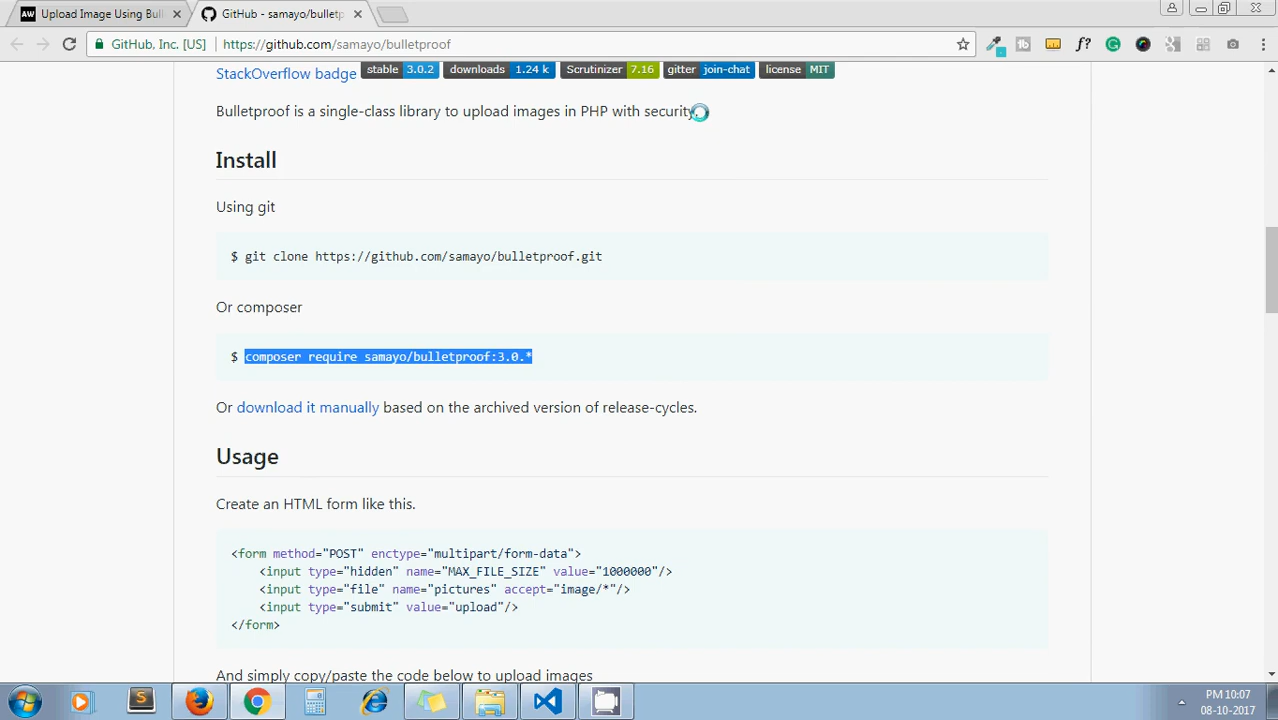 Upload Image Using Bull
GitHub - samayo/bulletp
GitHub, Inc. [US]
https://github.com/samayo/bulletproof
StackOverflow badge
stable 3.0.2
downloads 1.24 k
Scrutinizer 7.16
gitter join-chat
license MIT
Bulletproof is a single-class library to upload images in PHP with security.
Install
Using git
$ git clone https://github.com/samayo/bulletproof.git
Or composer
$ composer require samayo/bulletproof:3.0.*
Or download it manually based on the archived version of release-cycles.
Usage
Create an HTML form like this.
<form method="POST" enctype="multipart/form-data">
<input type="hidden" name="MAX_FILE_SIZE" value="1000000"/>
<input type="file" name="pictures" accept="image/*"/>
<input type="submit" value="upload"/>
</form>
And simply copy/paste the code below to upload images
PM 10:07
08-10-2017